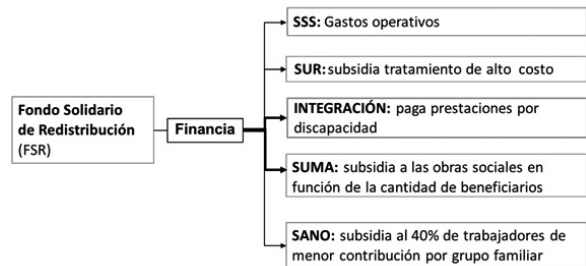 SSS: Gastos operativos
SUR: subsidia tratamiento de alto costo
Fondo Solidario
de Redistribución
(FSR)
Financia
INTEGRACIÓN: paga prestaciones por
discapacidad
SUMA: subsidia a las obras sociales en
función de la cantidad de beneficiarios
SANO: subsidia al 40% de trabajadores de
menor contribución por grupo familiar